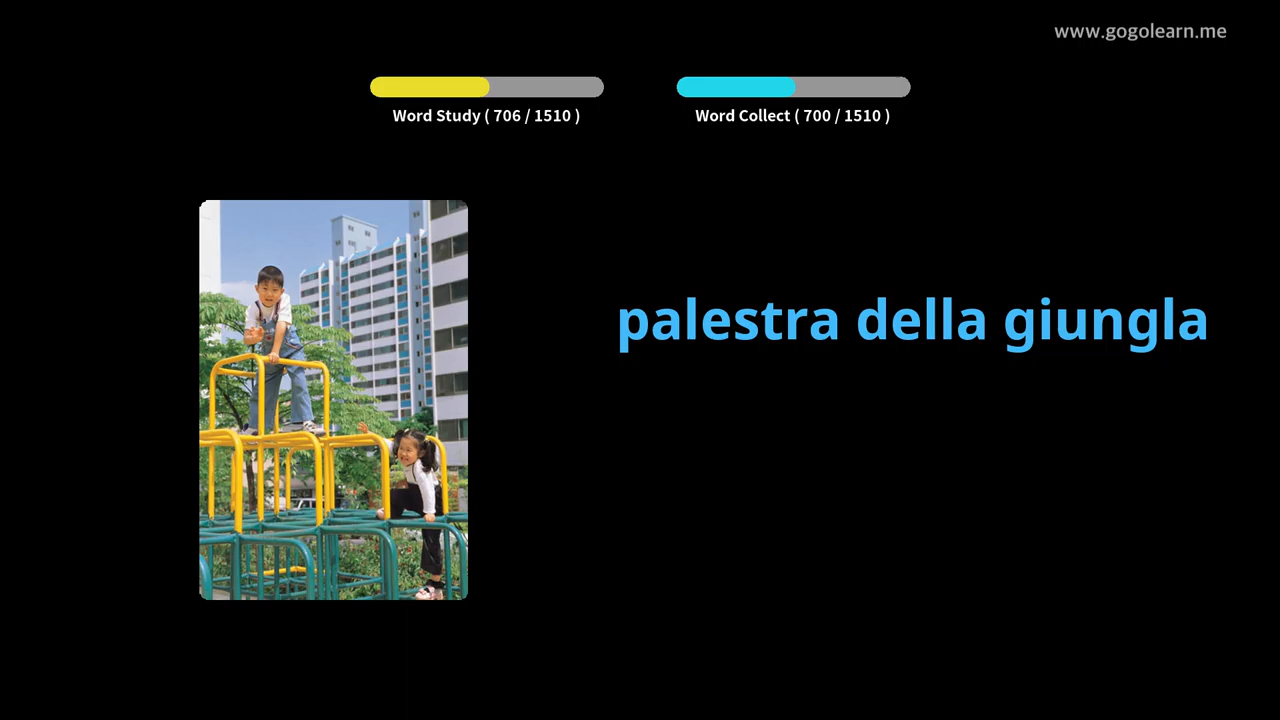 www.gogolearn.me
Word Study ( 706 / 1510 )
Word Collect ( 700 / 1510 )
palestra della giungla